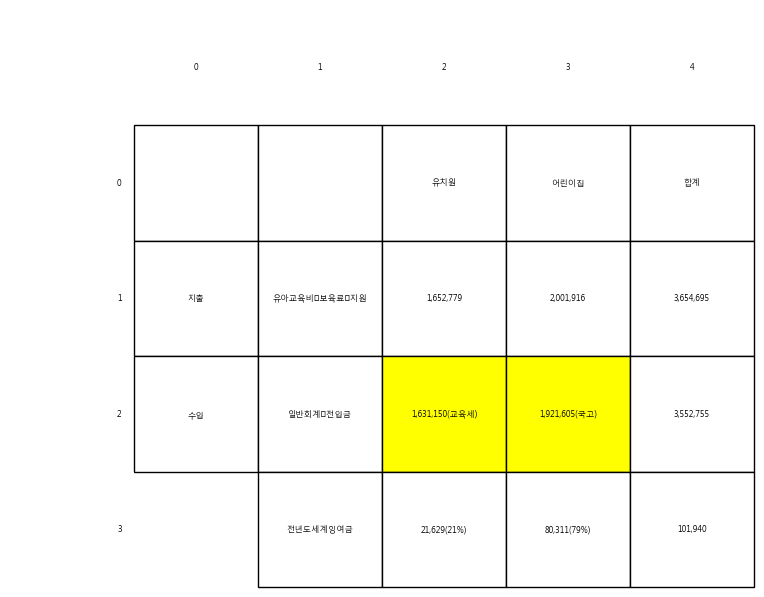 0 1 2 3 4
0 유치원 어린이집 합계
1 지출 유아교육비▯보육료▯지원 1,652,779 2,001,916 3,654,695
2 수입 일반회계▯전입금 1,631,150(교육세) 1,921,605(국고) 3,552,755
3 전년도세계잉여금 21,629(21%) 80,311(79%) 101,940